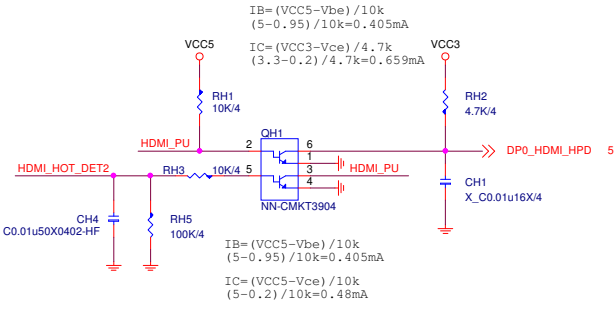 IB=(VCC5-Vbe)/10k
(5-0.95)/10k=0.405mA
IC=(VCC3-Vce)/4.7k
(3.3-0.2)/4.7k=0.659mA
VCC5
VCC3
RH1
10K/4
RH2
4.7K/4
HDMI_PU
2
QH1
6
1
DP0_HDMI_HPD
5
HDMI_HOT_DET2
RH3
10K/4
5
3
HDMI_PU
4
CH1
X_C0.01u16X/4
NN-CMKT3904
CH4
C0.01u50X0402-HF
RH5
100K/4
IB=(VCC5-Vbe)/10k
(5-0.95)/10k=0.405mA
IC=(VCC5-Vce)/10k
(5-0.2)/10k=0.48mA